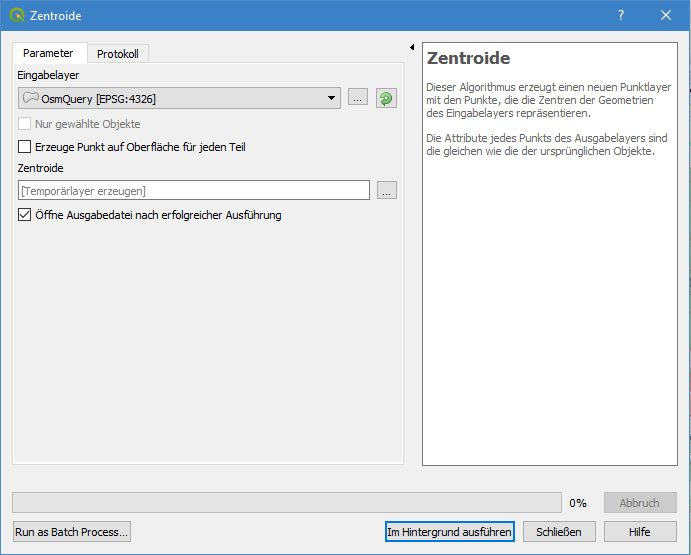 Zentroide
?
Parameter
Protokoll
Eingabelayer
OsmQuery [EPSG:4326]
...
Nur gewählte Objekte
Erzeuge Punkt auf Oberfläche für jeden Teil
Zentroide
[Temporärlayer erzeugen]
...
Öffne Ausgabedatei nach erfolgreicher Ausführung
Zentroide
Dieser Algorithmus erzeugt einen neuen Punktlayer
mit den Punkte, die die Zentren der Geometrien
des Eingabelayers repräsentieren.
Die Attribute jedes Punkts des Ausgabelayers sind
die gleichen wie die der ursprünglichen Objekte.
0%
Abbruch
Run as Batch Process...
Im Hintergrund ausführen
Schließen
Hilfe